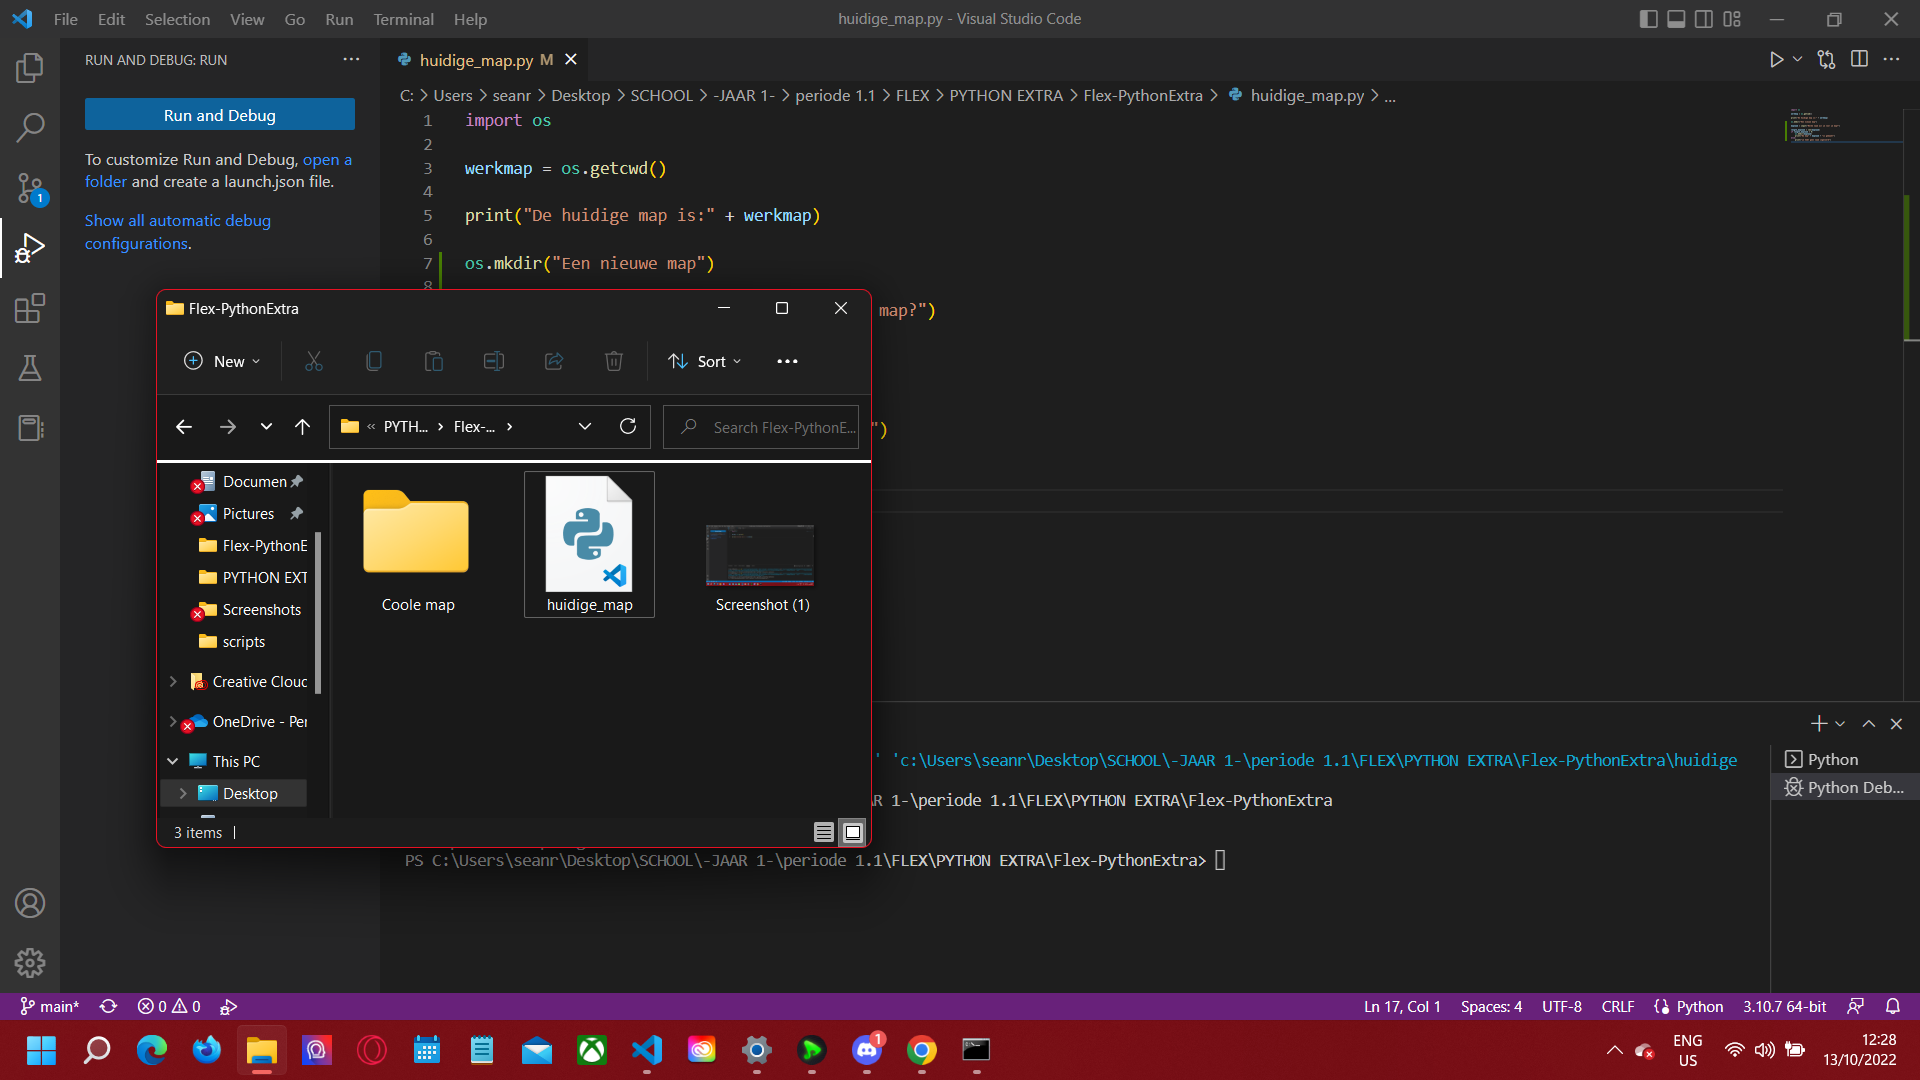 File Edit Selection View Go Run Terminal Help
huidige_map.py - Visual Studio Code
RUN AND DEBUG: RUN
Run and Debug
To customize Run and Debug, open a
folder and create a launch.json file.
Show all automatic debug
configurations.
huidige_map.py M
C: > Users > seanr > Desktop > SCHOOL > -JAAR 1- > periode 1.1 > FLEX > PYTHON EXTRA > Flex-PythonExtra > huidige_map.py > ...
1 import os
2
3 werkmap = os.getcwd()
4
5 print("De huidige map is:" + werkmap)
6
7 os.mkdir("Een nieuwe map")
8
map?")
")
Flex-PythonExtra
New
Sort
« PYTH... > Flex-... >
Search Flex-PythonE...
Documen
Pictures
Flex-PythonE
PYTHON EXT
Screenshots
scripts
Creative Cloud
OneDrive - Per
This PC
Desktop
Coole map
huidige_map
Screenshot (1)
3 items
' 'c:\Users\seanr\Desktop\SCHOOL\-JAAR 1-\periode 1.1\FLEX\PYTHON EXTRA\Flex-PythonExtra\huidige
R 1-\periode 1.1\FLEX\PYTHON EXTRA\Flex-PythonExtra
PS C:\Users\seanr\Desktop\SCHOOL\-JAAR 1-\periode 1.1\FLEX\PYTHON EXTRA\Flex-PythonExtra>
Python
Python Deb...
1
main* 0 0
Ln 17, Col 1 Spaces: 4 UTF-8 CRLF Python 3.10.7 64-bit
1
ENG
US
12:28
13/10/2022